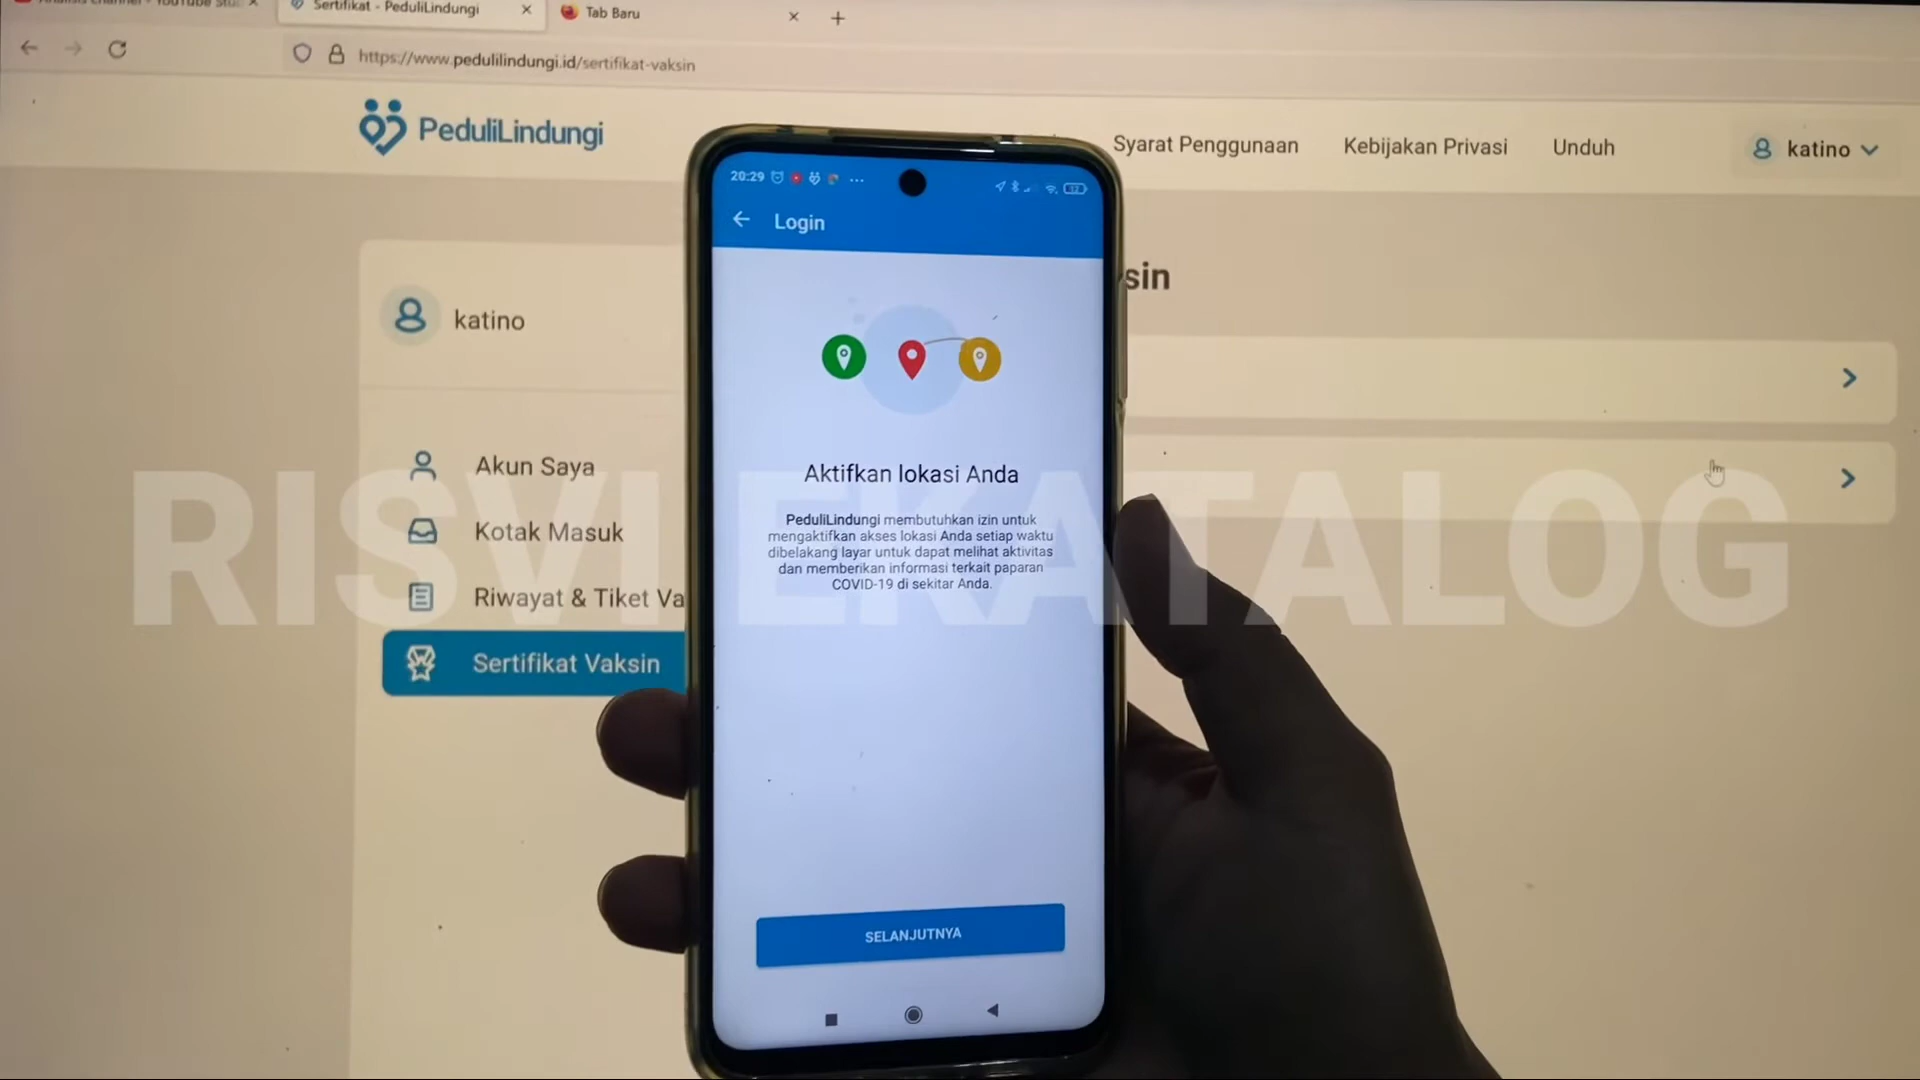 Sertifikat - PeduliLindungi
Tab Baru
https://www.pedulilindungi.id/sertifikat-vaksin
PeduliLindungi
Syarat Penggunaan
Kebijakan Privasi
Unduh
katino
katino
Akun Saya
Kotak Masuk
Riwayat & Tiket Va
Sertifikat Vaksin
sin
20:29
12
Login
Aktifkan lokasi Anda
PeduliLindungi membutuhkan izin untuk
mengaktifkan akses lokasi Anda setiap waktu
dibelakang layar untuk dapat melihat aktivitas
dan memberikan informasi terkait paparan
COVID-19 di sekitar Anda.
SELANJUTNYA
RISVI EKATALOG